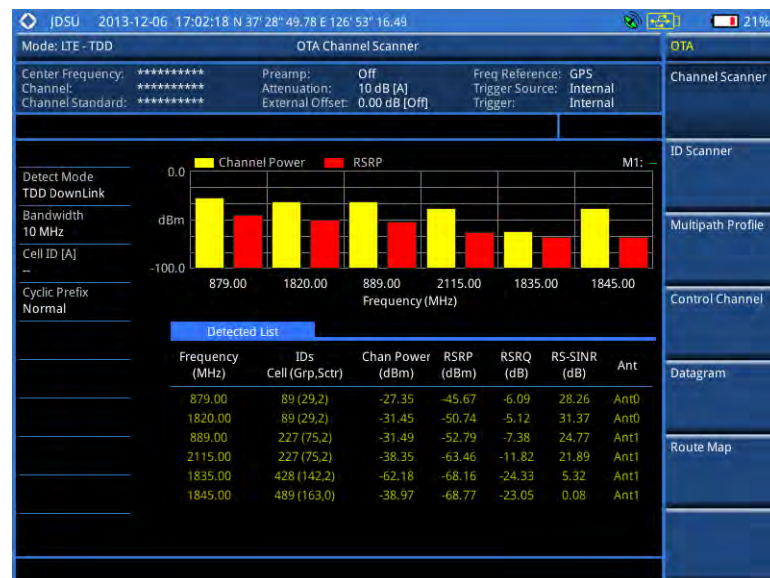 JDSU 2013-12-06 17:02:18 N 37' 28" 49.78 E 126' 53" 16.49 21%
Mode: LTE - TDD OTA Channel Scanner OTA
Center Frequency: ********** Preamp: Off Freq Reference: GPS
Channel: ********** Attenuation: 10 dB [A] Trigger Source: Internal
Channel Standard: ********** External Offset: 0.00 dB [Off] Trigger: Internal
Channel Scanner
ID Scanner
Multipath Profile
Control Channel
Datagram
Route Map
Detect Mode
TDD DownLink
Bandwidth
10 MHz
Cell ID [A]
--
Cyclic Prefix
Normal
Channel Power RSRP M1: --
0.0
dBm
-100.0
879.00 1820.00 889.00 2115.00 1835.00 1845.00
Frequency (MHz)
Detected List
Frequency IDs Chan Power RSRP RSRQ RS-SINR Ant
(MHz) Cell (Grp,Sctr) (dBm) (dBm) (dB) (dB)
879.00 89 (29,2) -27.35 -45.67 -6.09 28.26 Ant0
1820.00 89 (29,2) -31.45 -50.74 -5.12 31.37 Ant0
889.00 227 (75,2) -31.49 -52.79 -7.38 24.77 Ant1
2115.00 227 (75,2) -38.35 -63.46 -11.82 21.89 Ant1
1835.00 428 (142,2) -62.18 -68.16 -24.33 5.32 Ant1
1845.00 489 (163,0) -38.97 -68.77 -23.05 0.08 Ant1